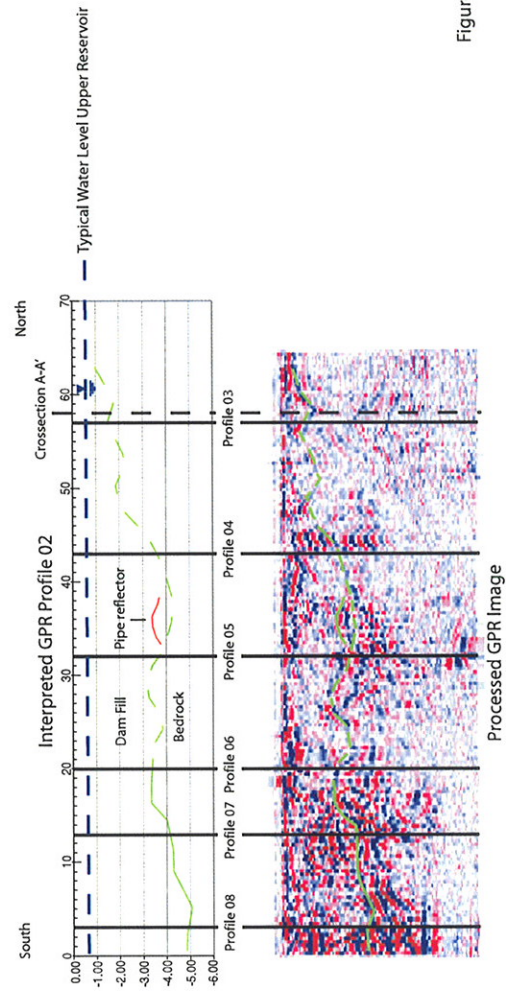 Interpreted GPR Profile 02
South
North
Crossection A-A'
Typical Water Level Upper Reservoir
0 10 20 30 40 50 60 70
0.00
-1.00
-2.00
-3.00
-4.00
-5.00
-6.00
Dam Fill
Pipe reflector
Bedrock
Profile 08
Profile 07
Profile 06
Profile 05
Profile 04
Profile 03
Processed GPR Image
Figur